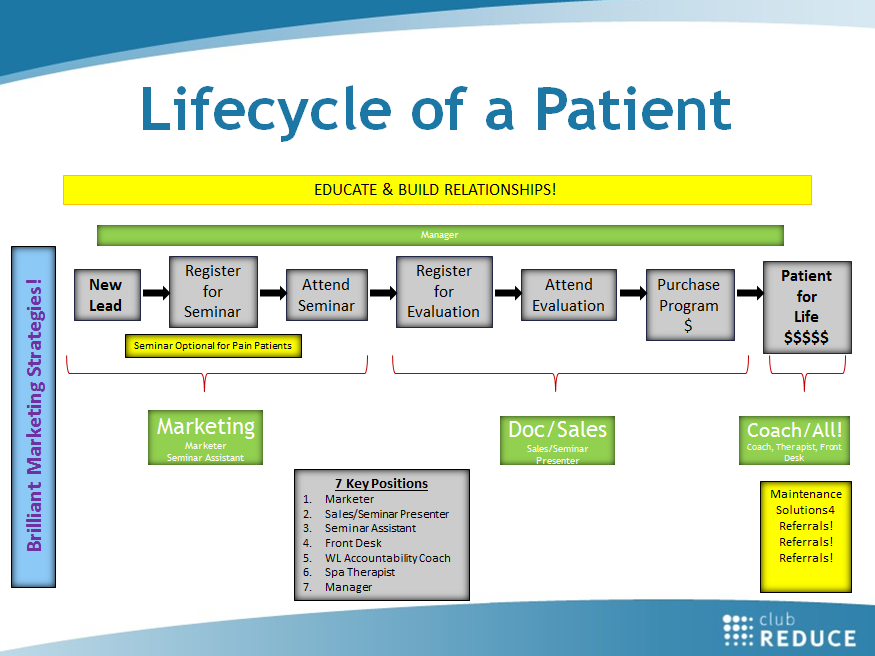 Lifecycle of a Patient
EDUCATE & BUILD RELATIONSHIPS!
Manager
Brilliant Marketing Strategies!
New
Lead
Register
for
Seminar
Attend
Seminar
Register
for
Evaluation
Attend
Evaluation
Purchase
Program
$
Patient
for
Life
$$$$$
Seminar Optional for Pain Patients
Marketing
Marketer
Seminar Assistant
Doc/Sales
Sales/Seminar
Presenter
Coach/All!
Coach, Therapist, Front
Desk
7 Key Positions
1. Marketer
2. Sales/Seminar Presenter
3. Seminar Assistant
4. Front Desk
5. WL Accountability Coach
6. Spa Therapist
7. Manager
Maintenance
Solutions4
Referrals!
Referrals!
Referrals!
club
REDUCE